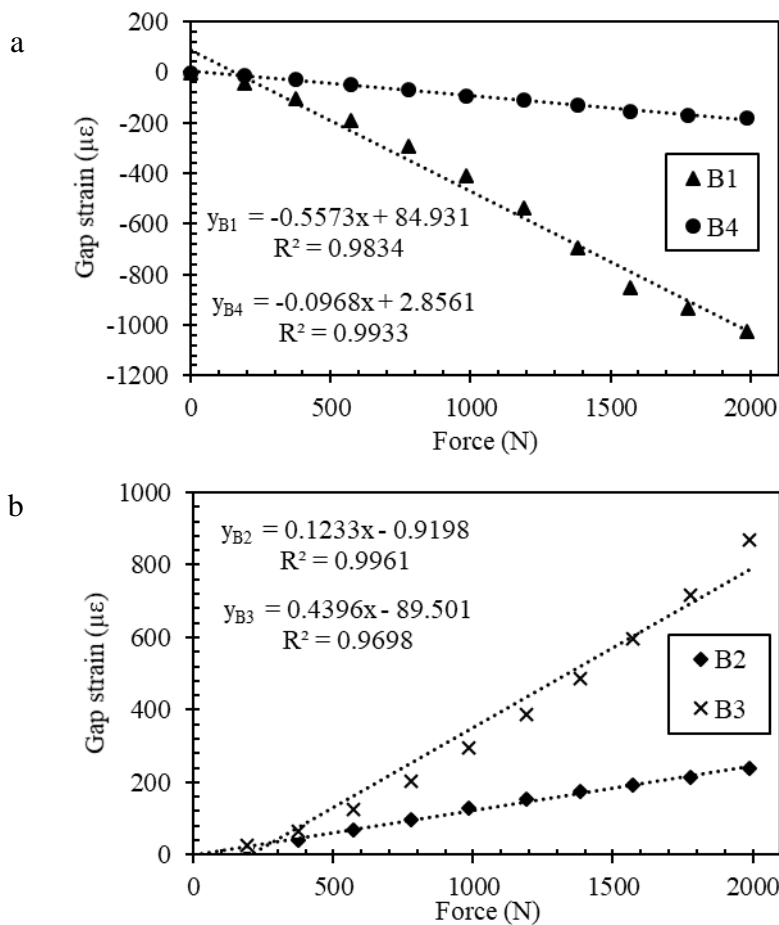 a
200
0
-200
-400
-600
-800
-1000
-1200
Gap strain (με)
y_B1 = -0.5573x + 84.931
R² = 0.9834
y_B4 = -0.0968x + 2.8561
R² = 0.9933
B1
B4
0 500 1000 1500 2000
Force (N)
b
1000
800
600
400
200
0
Gap strain (με)
y_B2 = 0.1233x - 0.9198
R² = 0.9961
y_B3 = 0.4396x - 89.501
R² = 0.9698
B2
B3
0 500 1000 1500 2000
Force (N)